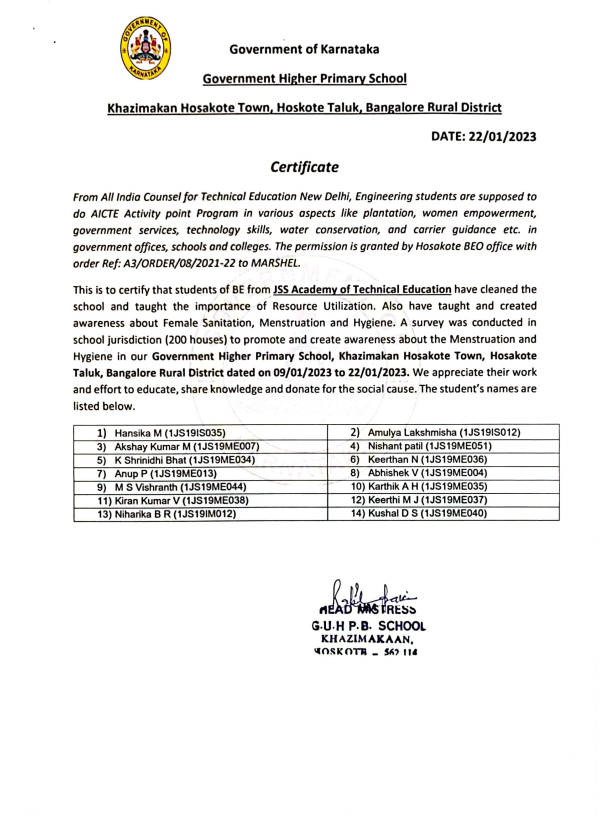 GOVERNMENT OF
KARNATAKA
Government of Karnataka
Government Higher Primary School
Khazimakan Hosakote Town, Hoskote Taluk, Bangalore Rural District
DATE: 22/01/2023
Certificate
From All India Counsel for Technical Education New Delhi, Engineering students are supposed to
do AICTE Activity point Program in various aspects like plantation, women empowerment,
government services, technology skills, water conservation, and carrier guidance etc. in
government offices, schools and colleges. The permission is granted by Hosakote BEO office with
order Ref: A3/ORDER/08/2021-22 to MARSHEL.
This is to certify that students of BE from JSS Academy of Technical Education have cleaned the
school and taught the importance of Resource Utilization. Also have taught and created
awareness about Female Sanitation, Menstruation and Hygiene. A survey was conducted in
school jurisdiction (200 houses) to promote and create awareness about the Menstruation and
Hygiene in our Government Higher Primary School, Khazimakan Hosakote Town, Hosakote
Taluk, Bangalore Rural District dated on 09/01/2023 to 22/01/2023. We appreciate their work
and effort to educate, share knowledge and donate for the social cause. The student's names are
listed below.
1) Hansika M (1JS19IS035) 2) Amulya Lakshmisha (1JS19IS012)
3) Akshay Kumar M (1JS19ME007) 4) Nishant patil (1JS19ME051)
5) K Shrinidhi Bhat (1JS19ME034) 6) Keerthan N (1JS19ME036)
7) Anup P (1JS19ME013) 8) Abhishek V (1JS19ME004)
9) M S Vishranth (1JS19ME044) 10) Karthik A H (1JS19ME035)
11) Kiran Kumar V (1JS19ME038) 12) Keerthi M J (1JS19ME037)
13) Niharika B R (1JS19IM012) 14) Kushal D S (1JS19ME040)
HEAD MISTRESS
G.U.H P.B. SCHOOL
KHAZIMAKAAN,
HOSKOTE - 562 114